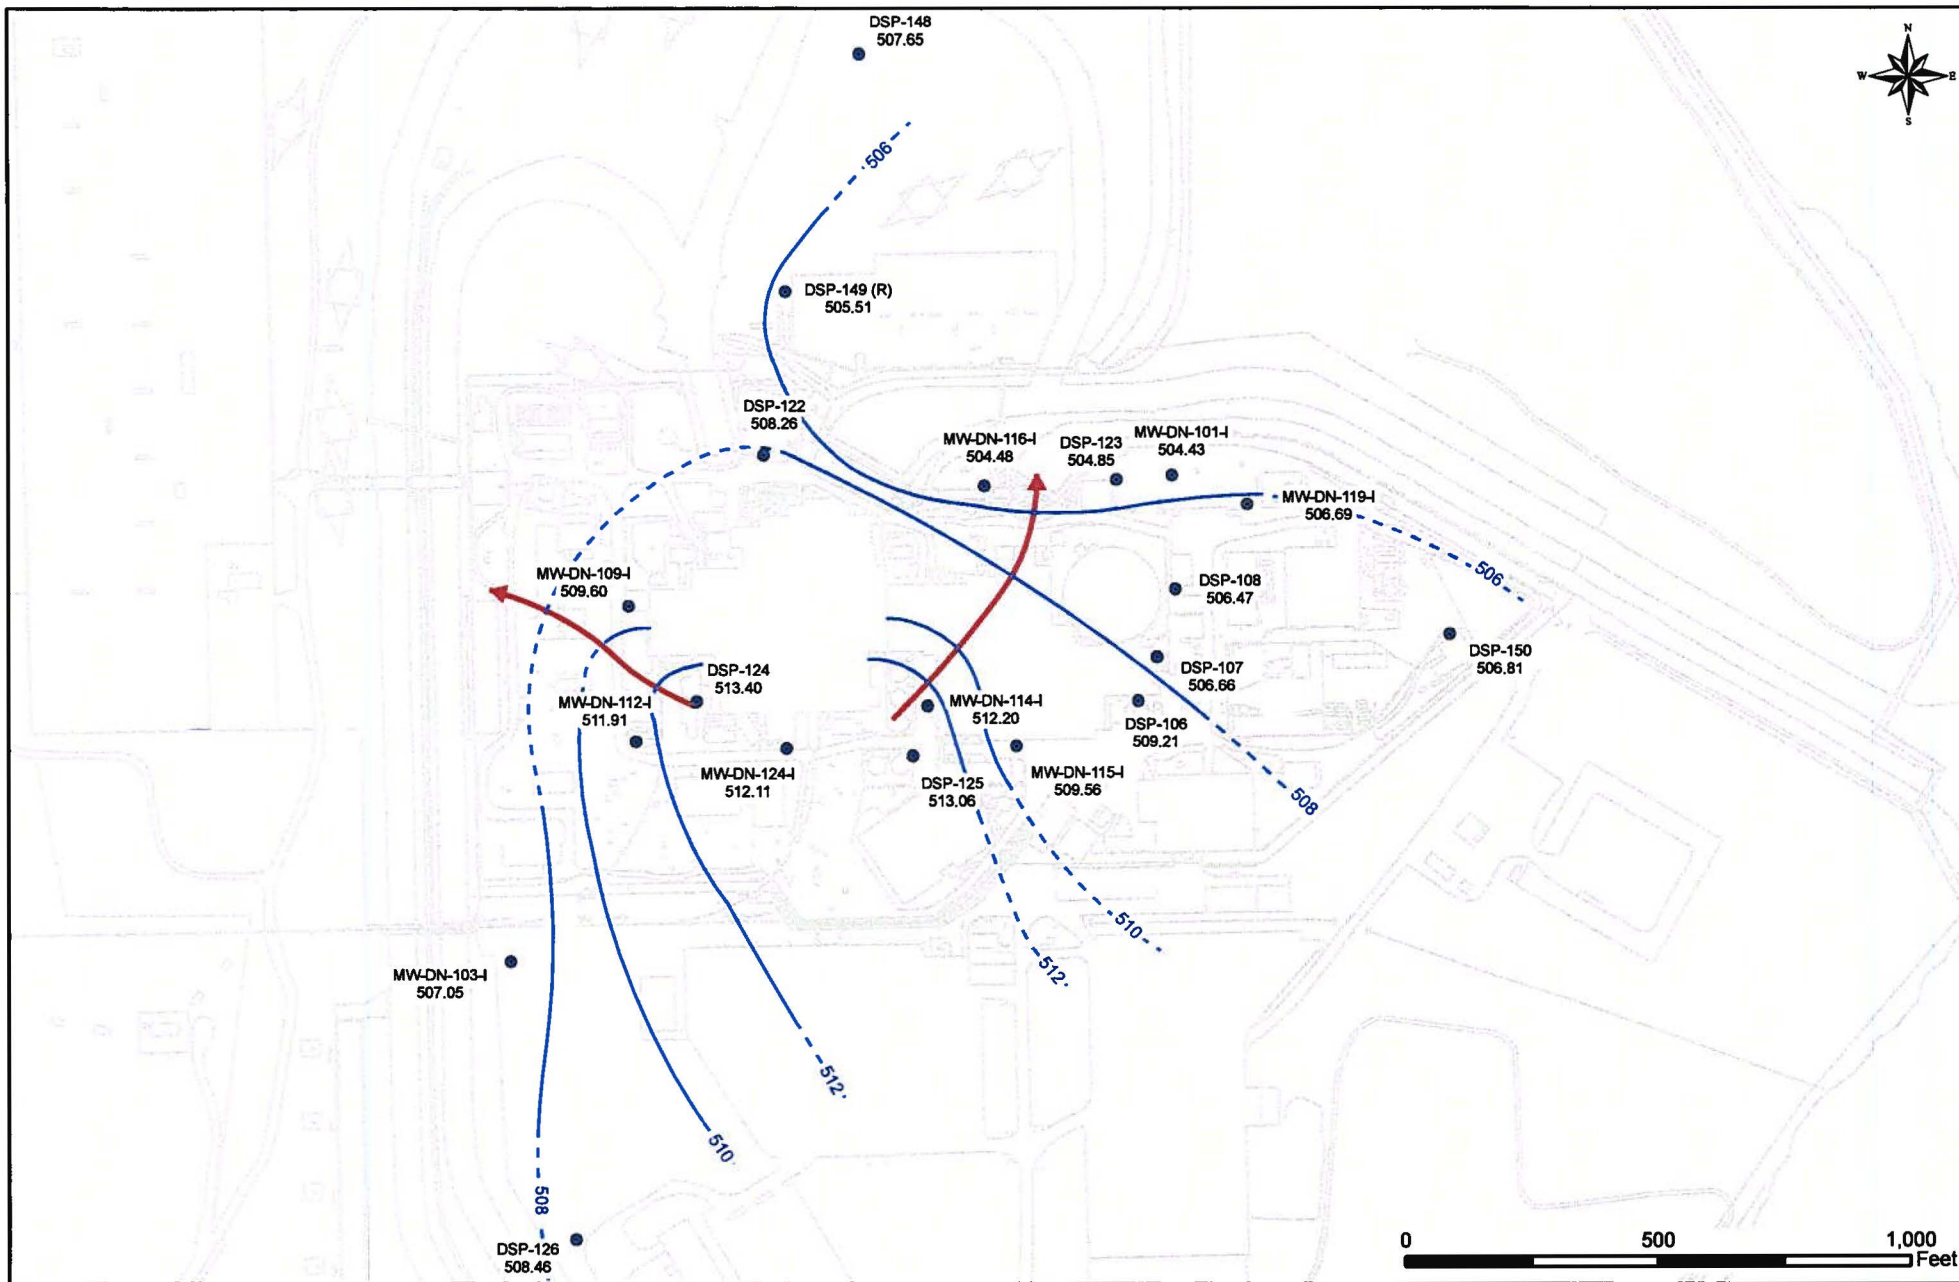 DSP-148
507.65
N
W
E
S
506
DSP-149 (R)
505.51
DSP-122
508.26
MW-DN-116-I
504.48
DSP-123
504.85
MW-DN-101-I
504.43
MW-DN-119-I
506.69
506
MW-DN-109-I
509.60
DSP-108
506.47
DSP-124
513.40
DSP-107
506.66
DSP-150
506.81
MW-DN-112-I
511.91
MW-DN-114-I
512.20
DSP-106
509.21
MW-DN-124-I
512.11
DSP-125
513.06
MW-DN-115-I
509.56
508
510
512
MW-DN-103-I
507.05
512
510
508
DSP-126
508.46
0
500
1,000
Feet